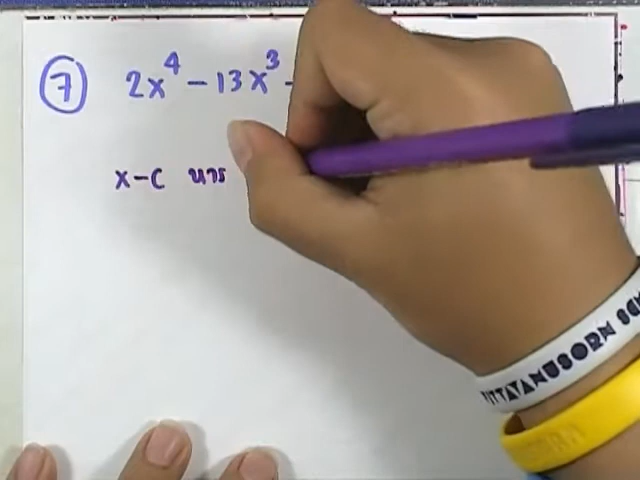 ⑦ 2x⁴ - 13x³ -
x-c หาร